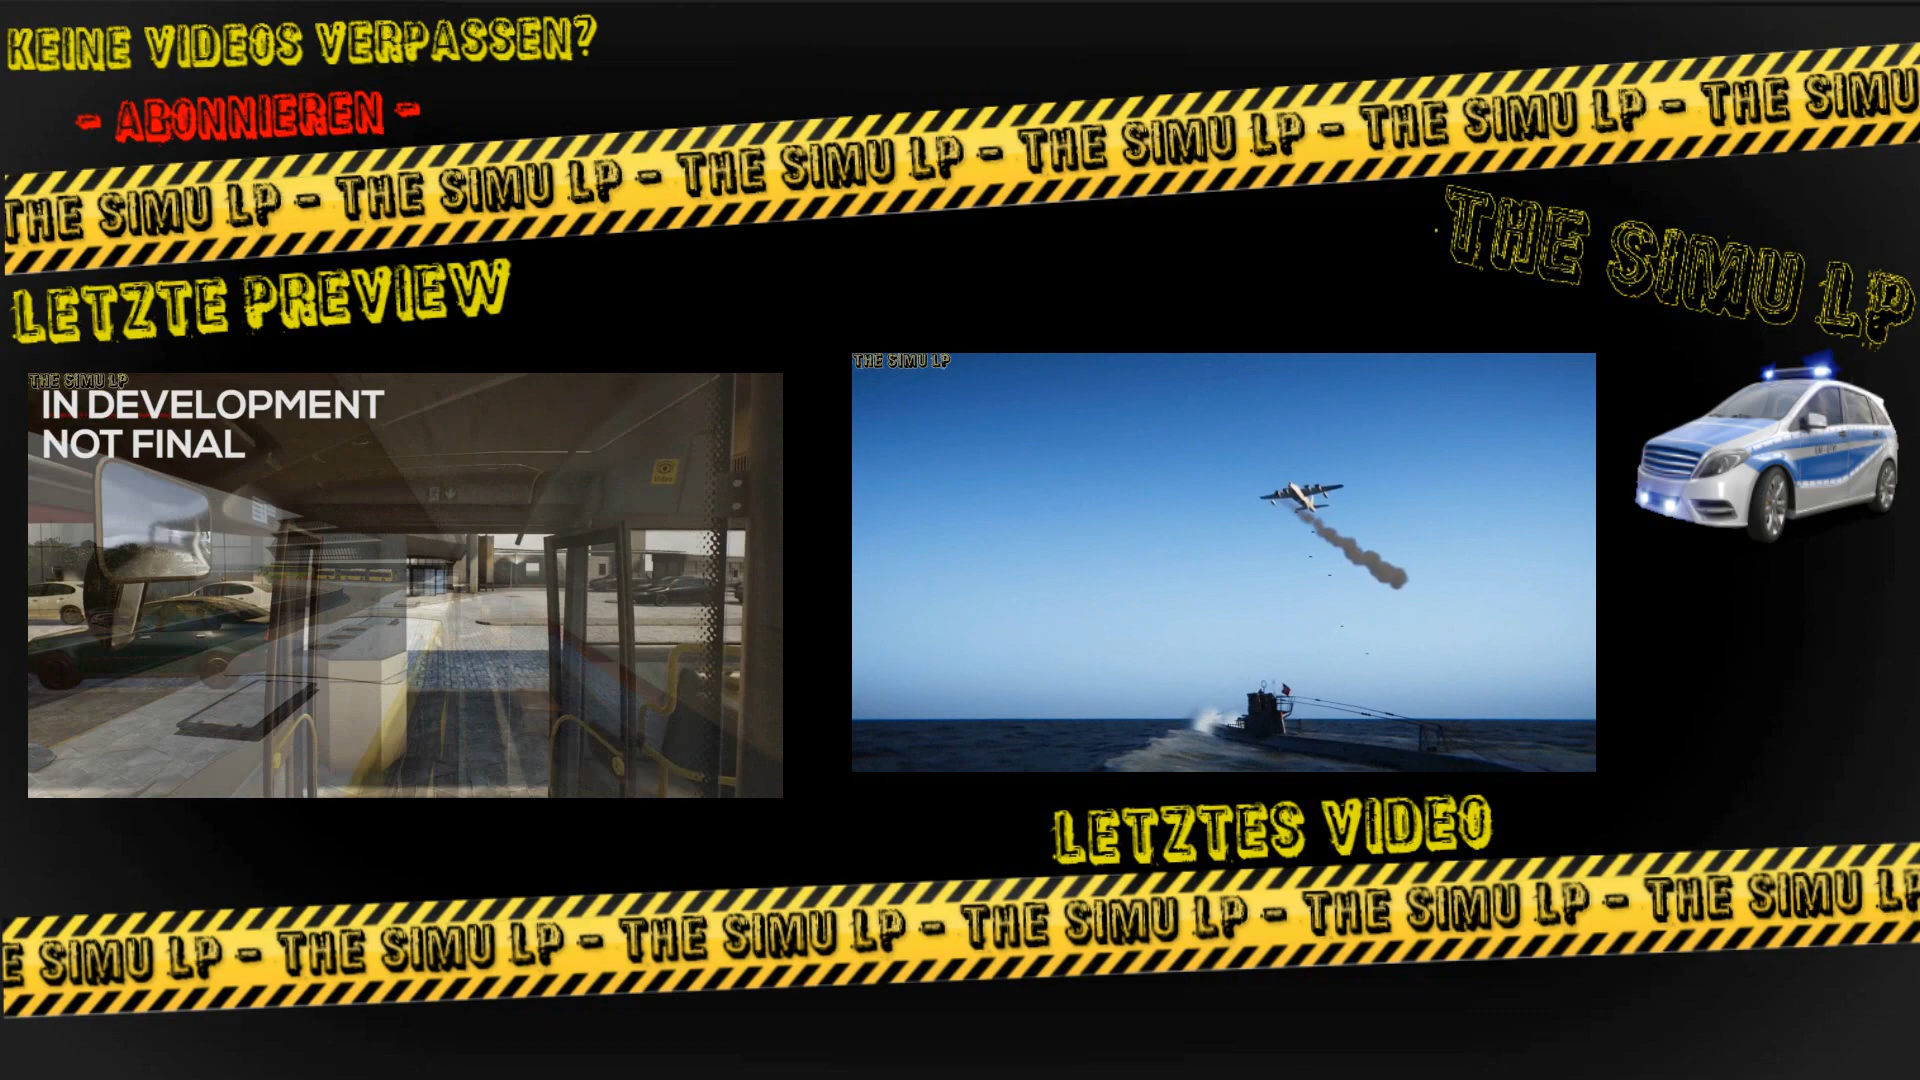 KEINE VIDEOS VERPASSEN?
- ABONNIEREN -
THE SIMU LP - THE SIMU LP - THE SIMU LP - THE SIMU LP - THE SIMU LP - THE SIMU
THE SIMU LP
LETZTE PREVIEW
THE SIMU LP
IN DEVELOPMENT
NOT FINAL
THE SIMU LP
LETZTES VIDEO
E SIMU LP - THE SIMU LP - THE SIMU LP - THE SIMU LP - THE SIMU LP - THE SIMU LP